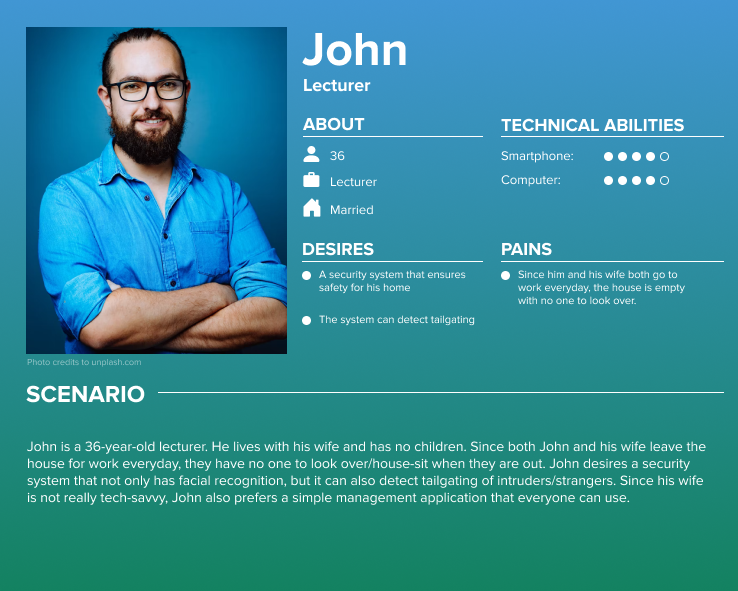 John
Lecturer
ABOUT
36
Lecturer
Married
TECHNICAL ABILITIES
Smartphone:
Computer:
DESIRES
A security system that ensures
safety for his home
The system can detect tailgating
PAINS
Since him and his wife both go to
work everyday, the house is empty
with no one to look over.
Photo credits to unplash.com
SCENARIO
John is a 36-year-old lecturer. He lives with his wife and has no children. Since both John and his wife leave the
house for work everyday, they have no one to look over/house-sit when they are out. John desires a security
system that not only has facial recognition, but it can also detect tailgating of intruders/strangers. Since his wife
is not really tech-savvy, John also prefers a simple management application that everyone can use.